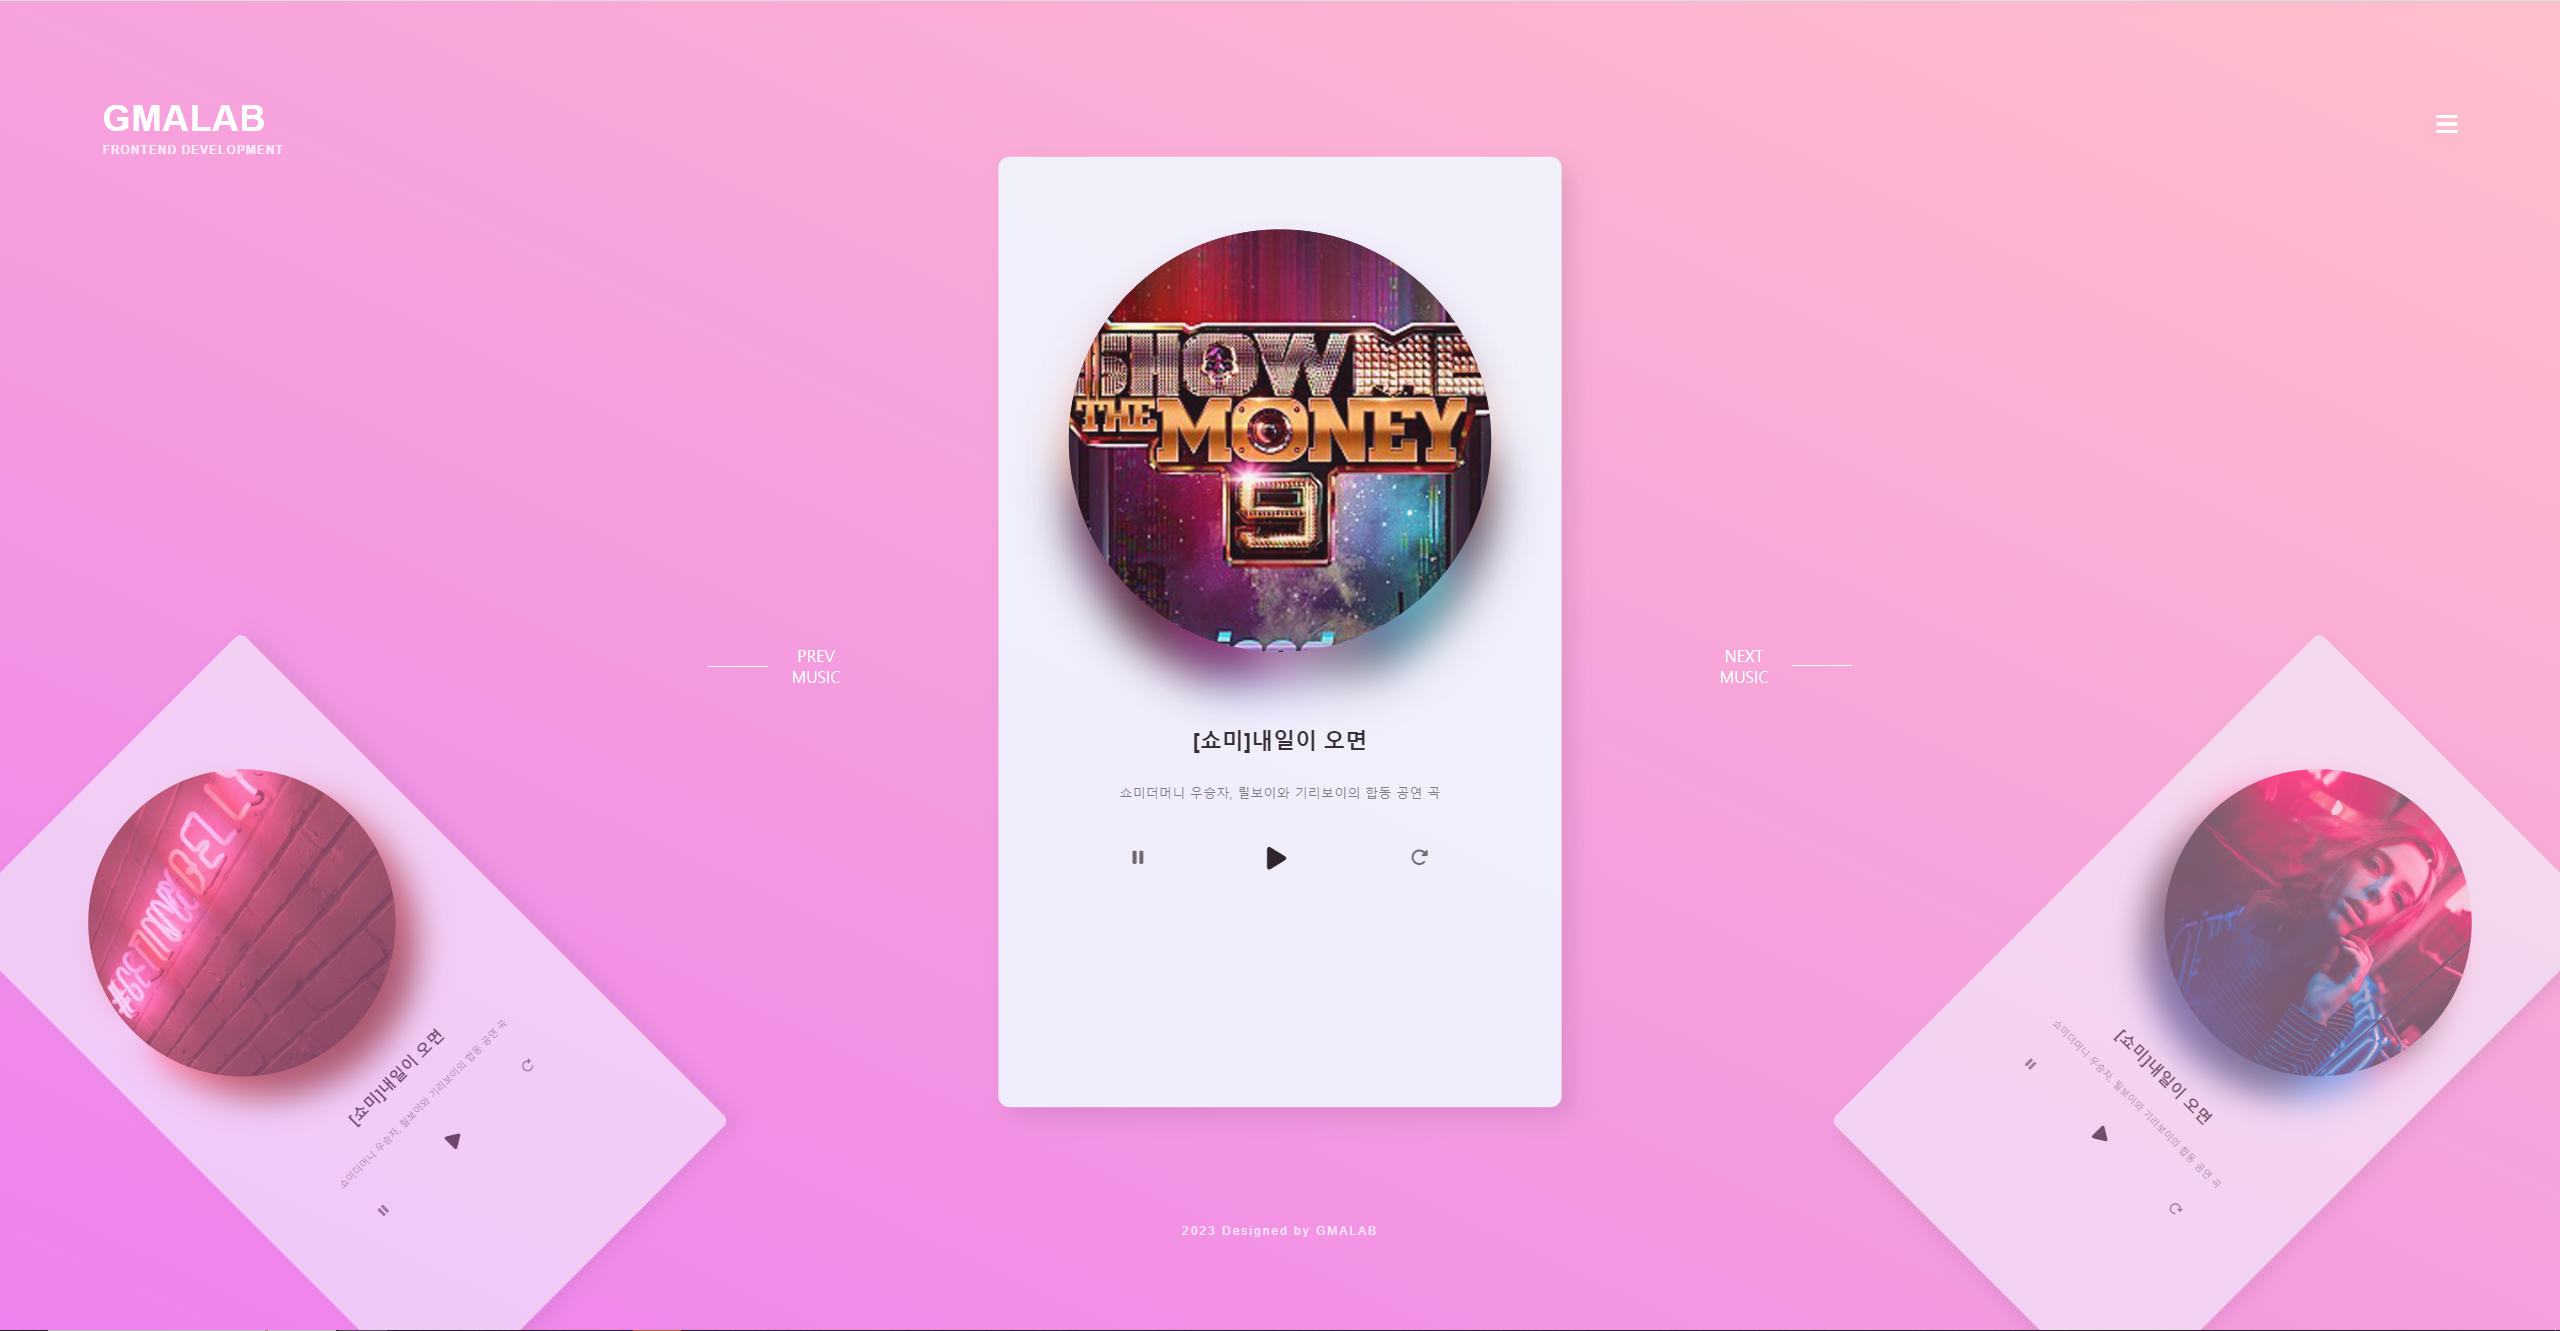 GMALAB
FRONTEND DEVELOPMENT
SHOW ME
THE MONEY
9
PREV
MUSIC
NEXT
MUSIC
[쇼미]내일이 오면
쇼미더머니 우승자, 릴보이와 기리보이의 합동 공연 곡
[쇼미]내일이 오면
쇼미더머니 우승자, 릴보이와 기리보이의 합동 공연 곡
[쇼미]내일이 오면
쇼미더머니 우승자, 릴보이와 기리보이의 합동 공연 곡
2023 Designed by GMALAB